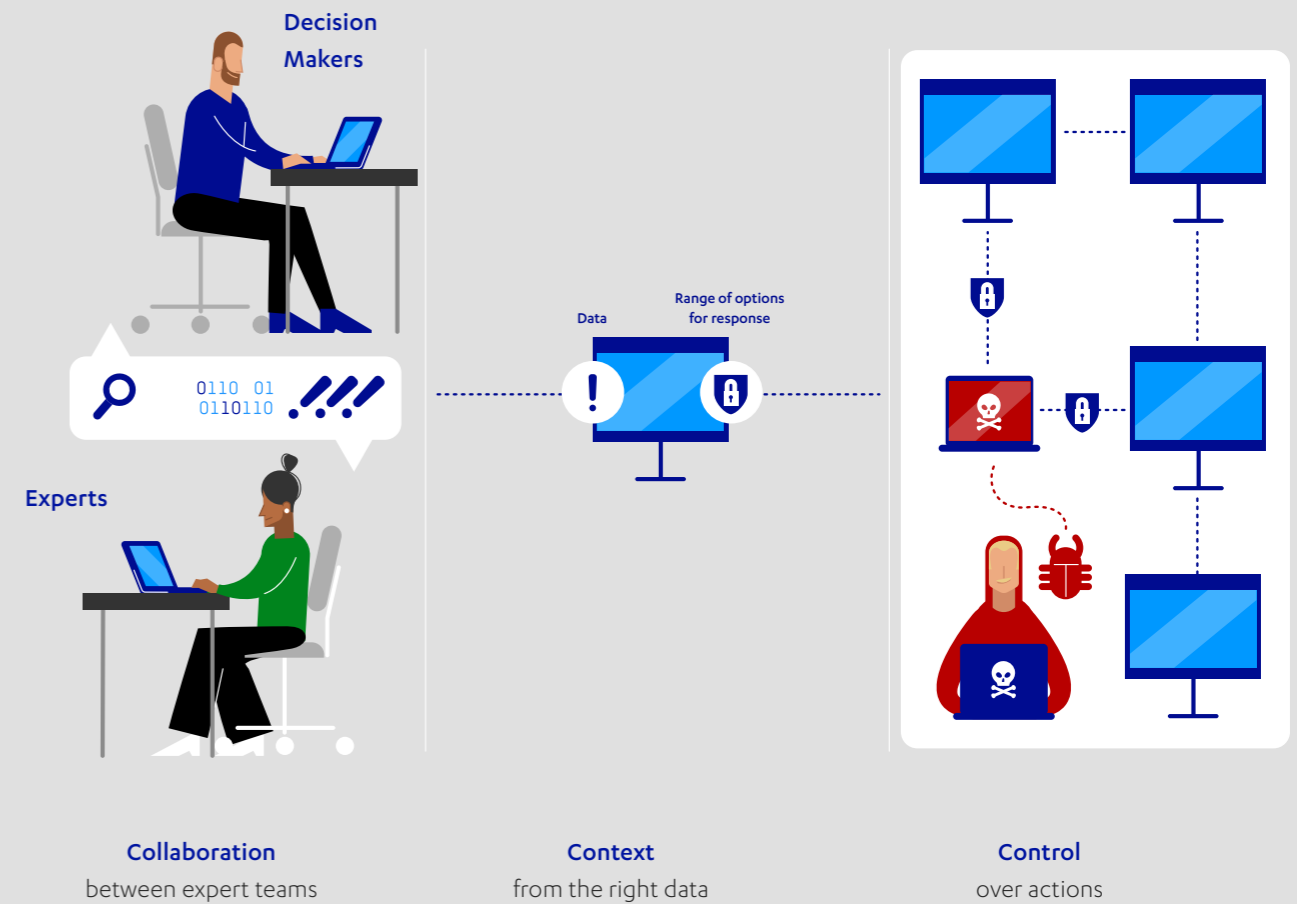 Decision
Makers
0110 01
0110110
Experts
Data
Range of options
for response
Collaboration
between expert teams
Context
from the right data
Control
over actions